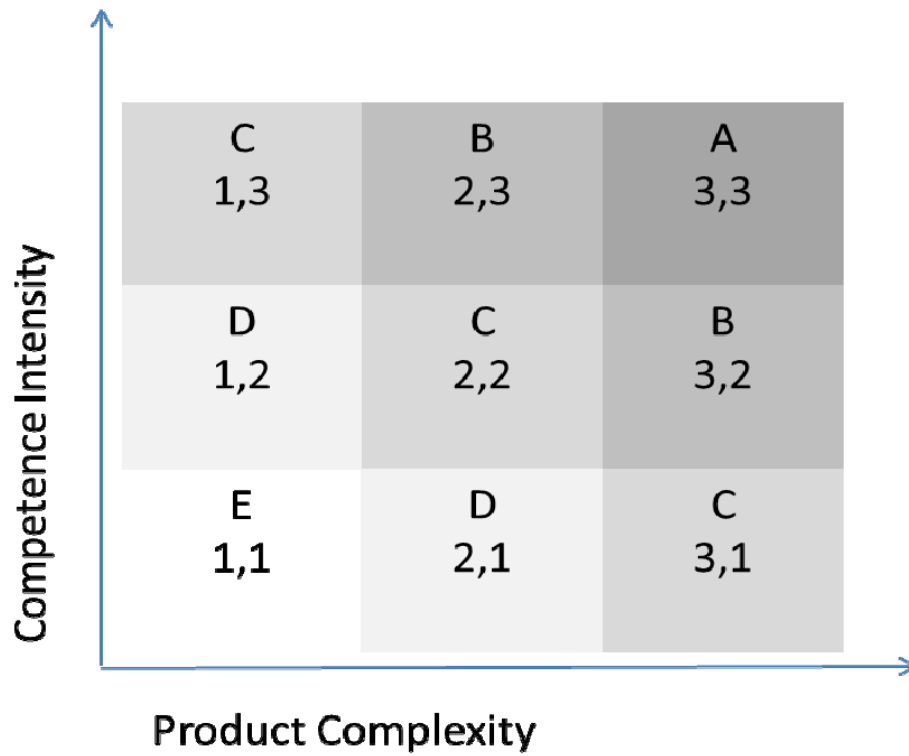 Competence Intensity
C
1,3
B
2,3
A
3,3
D
1,2
C
2,2
B
3,2
E
1,1
D
2,1
C
3,1
Product Complexity